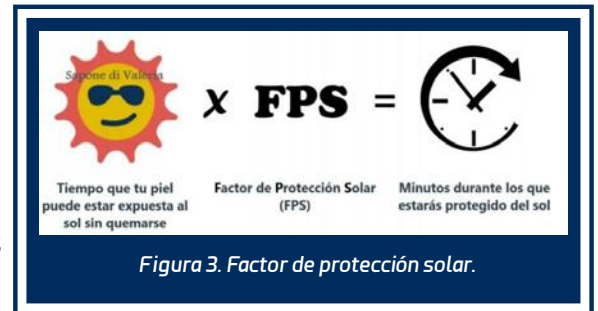 Sapone di Valeria
x FPS =
Tiempo que tu piel
puede estar expuesta al
sol sin quemarse
Factor de Protección Solar
(FPS)
Minutos durante los que
estarás protegido del sol
Figura 3. Factor de protección solar.